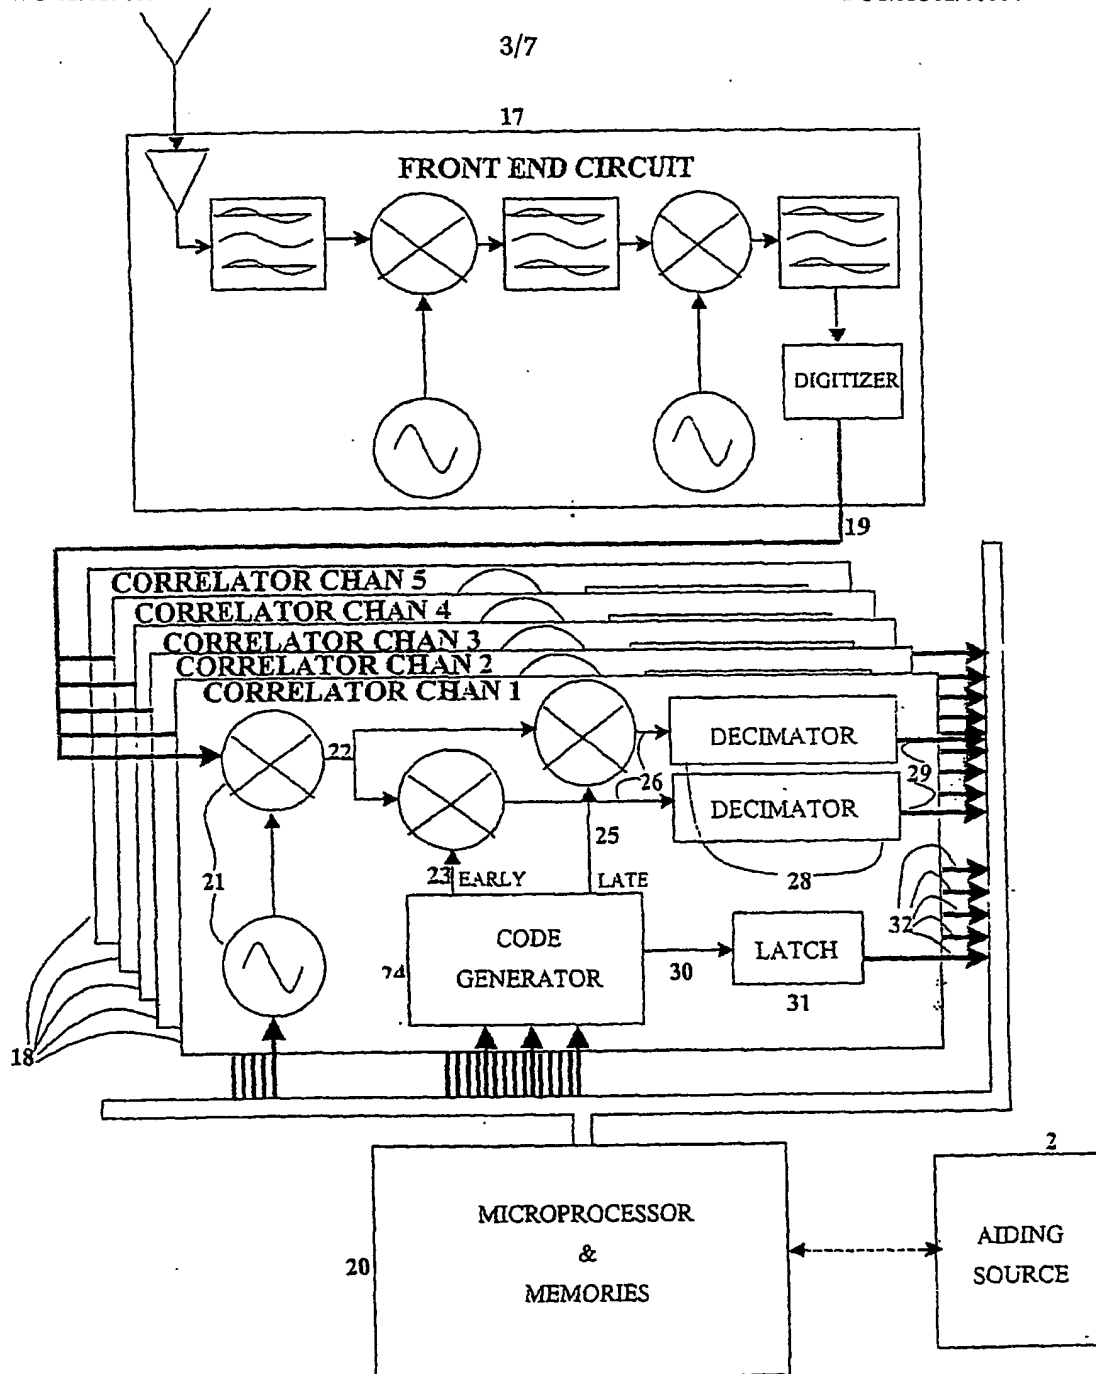 3/7
17
FRONT END CIRCUIT
DIGITIZER
19
CORRELATOR CHAN 5
CORRELATOR CHAN 4
CORRELATOR CHAN 3
CORRELATOR CHAN 2
CORRELATOR CHAN 1
22
DECIMATOR
26
29
DECIMATOR
25
21
23
EARLY
LATE
28
32
CODE
GENERATOR
24
30
LATCH
31
18
2
MICROPROCESSOR
&
MEMORIES
20
AIDING
SOURCE